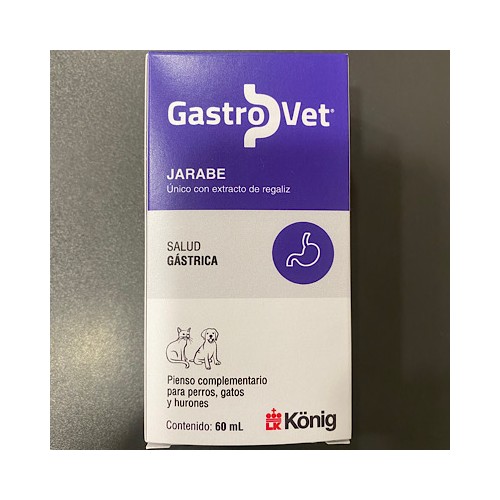 GastroVet®
JARABE
Único con extracto de regaliz
SALUD
GÁSTRICA
Pienso complementario
para perros, gatos
y hurones
Contenido: 60 mL
LK König